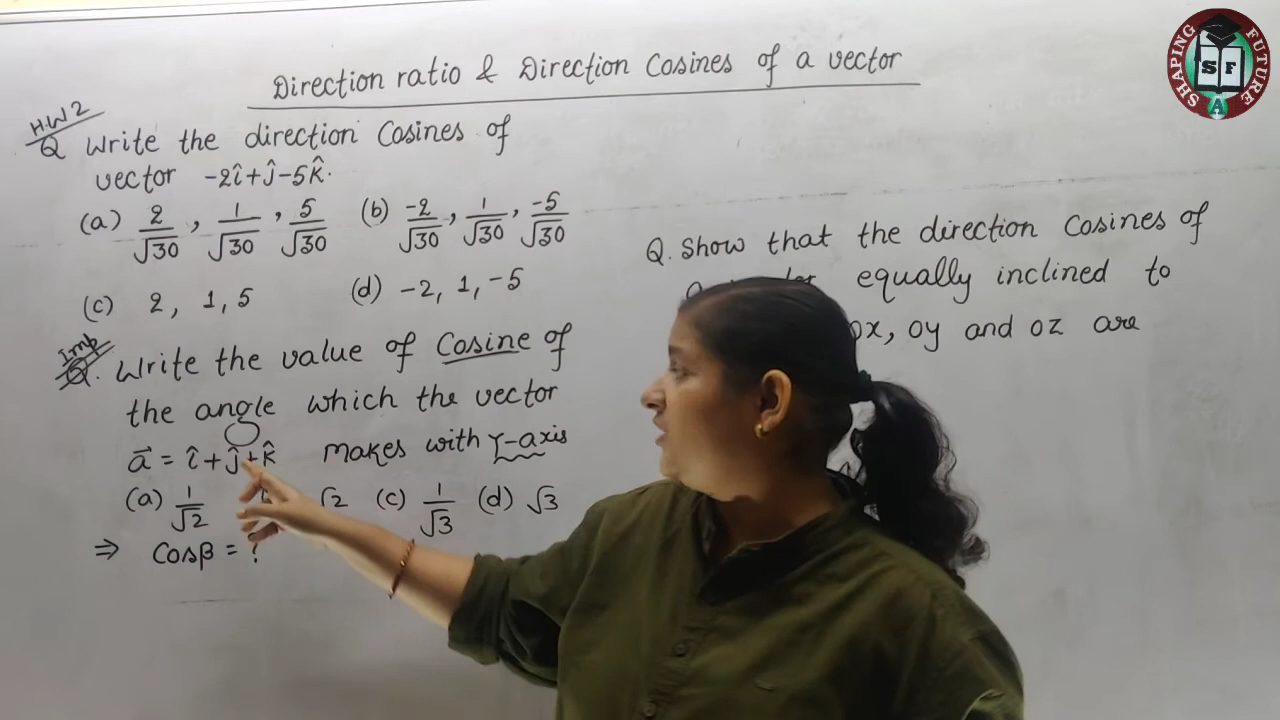 Direction ratio & Direction Cosines of a vector
H.W 2
Q Write the direction Cosines of
vector -2î+ĵ-5k̂.
(a) 2/√30, 1/√30, 5/√30 (b) -2/√30, 1/√30, -5/√30
(c) 2, 1, 5 (d) -2, 1, -5
Imp
Q. Write the value of Cosine of
the angle which the vector
a⃗ = î+ĵ+k̂ makes with Y-axis
(a) 1/√2 √2 (c) 1/√3 (d) √3
⇒ Cosβ = ?
Q. Show that the direction Cosines of
a equally inclined to
ox, oy and oz are
SHAPING FUTURE
S F
A